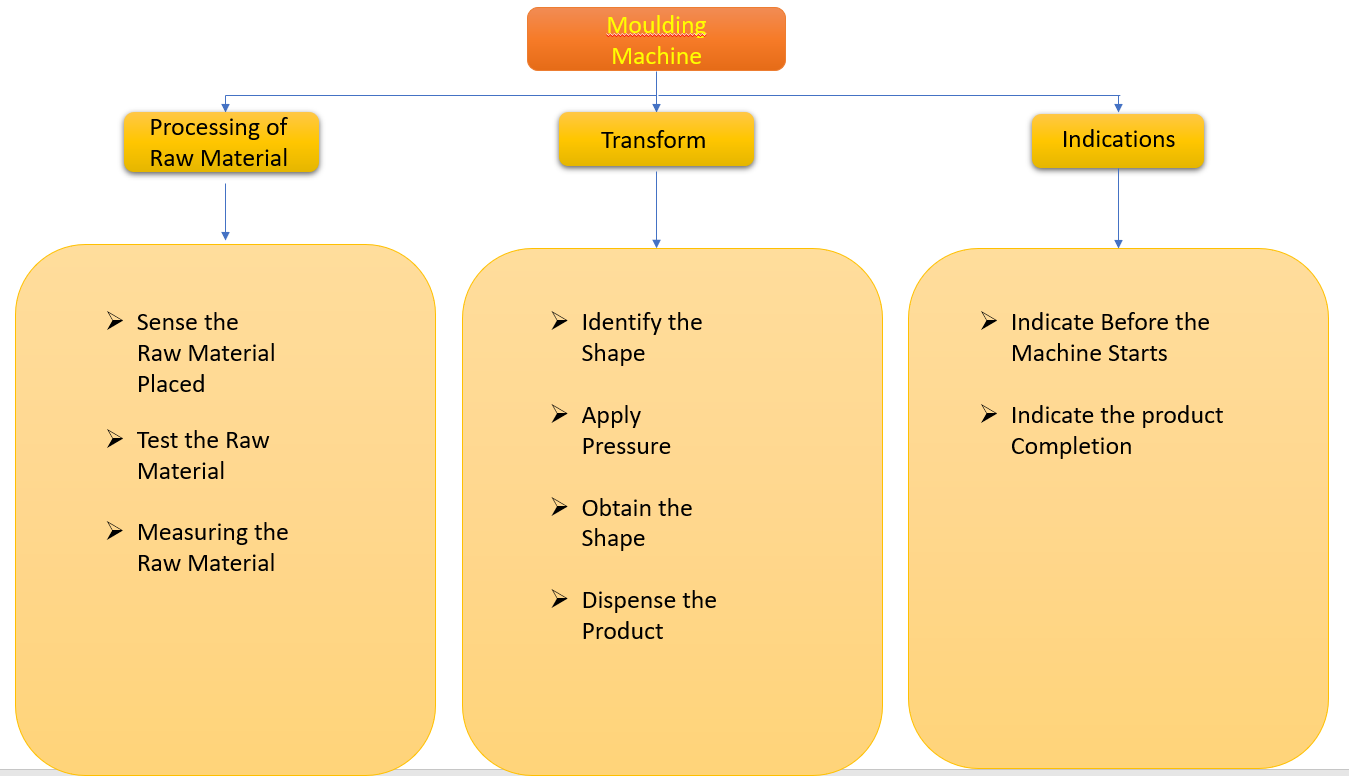 Moulding
Machine
Processing of
Raw Material
Transform
Indications
Sense the
Raw Material
Placed
Test the Raw
Material
Measuring the
Raw Material
Identify the
Shape
Apply
Pressure
Obtain the
Shape
Dispense the
Product
Indicate Before the
Machine Starts
Indicate the product
Completion